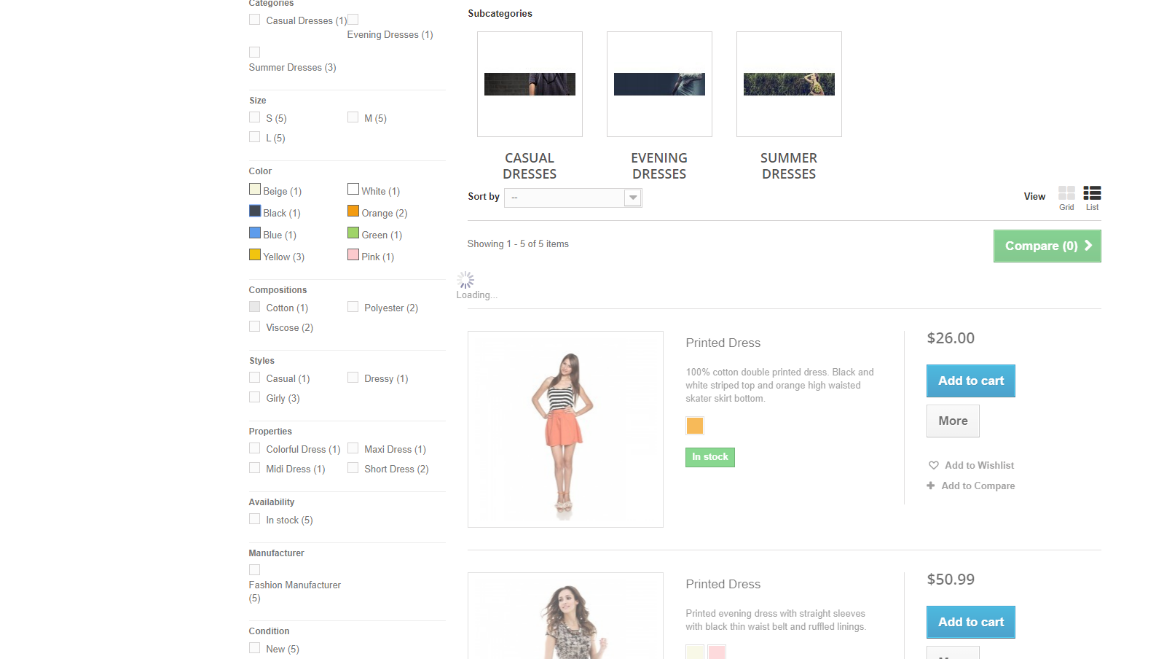 Categories
Casual Dresses (1)
Evening Dresses (1)
Summer Dresses (3)
Size
S (5)
M (5)
L (5)
Color
Beige (1)
White (1)
Black (1)
Orange (2)
Blue (1)
Green (1)
Yellow (3)
Pink (1)
Compositions
Cotton (1)
Polyester (2)
Viscose (2)
Styles
Casual (1)
Dressy (1)
Girly (3)
Properties
Colorful Dress (1)
Maxi Dress (1)
Midi Dress (1)
Short Dress (2)
Availability
In stock (5)
Manufacturer
Fashion Manufacturer
(5)
Condition
New (5)
Subcategories
CASUAL
DRESSES
EVENING
DRESSES
SUMMER
DRESSES
Sort by
--
View
Grid
List
Showing 1 - 5 of 5 items
Compare (0)
Loading...
Printed Dress
100% cotton double printed dress. Black and
white striped top and orange high waisted
skater skirt bottom.
In stock
$26.00
Add to cart
More
Add to Wishlist
Add to Compare
Printed Dress
Printed evening dress with straight sleeves
with black thin waist belt and ruffled linings.
$50.99
Add to cart